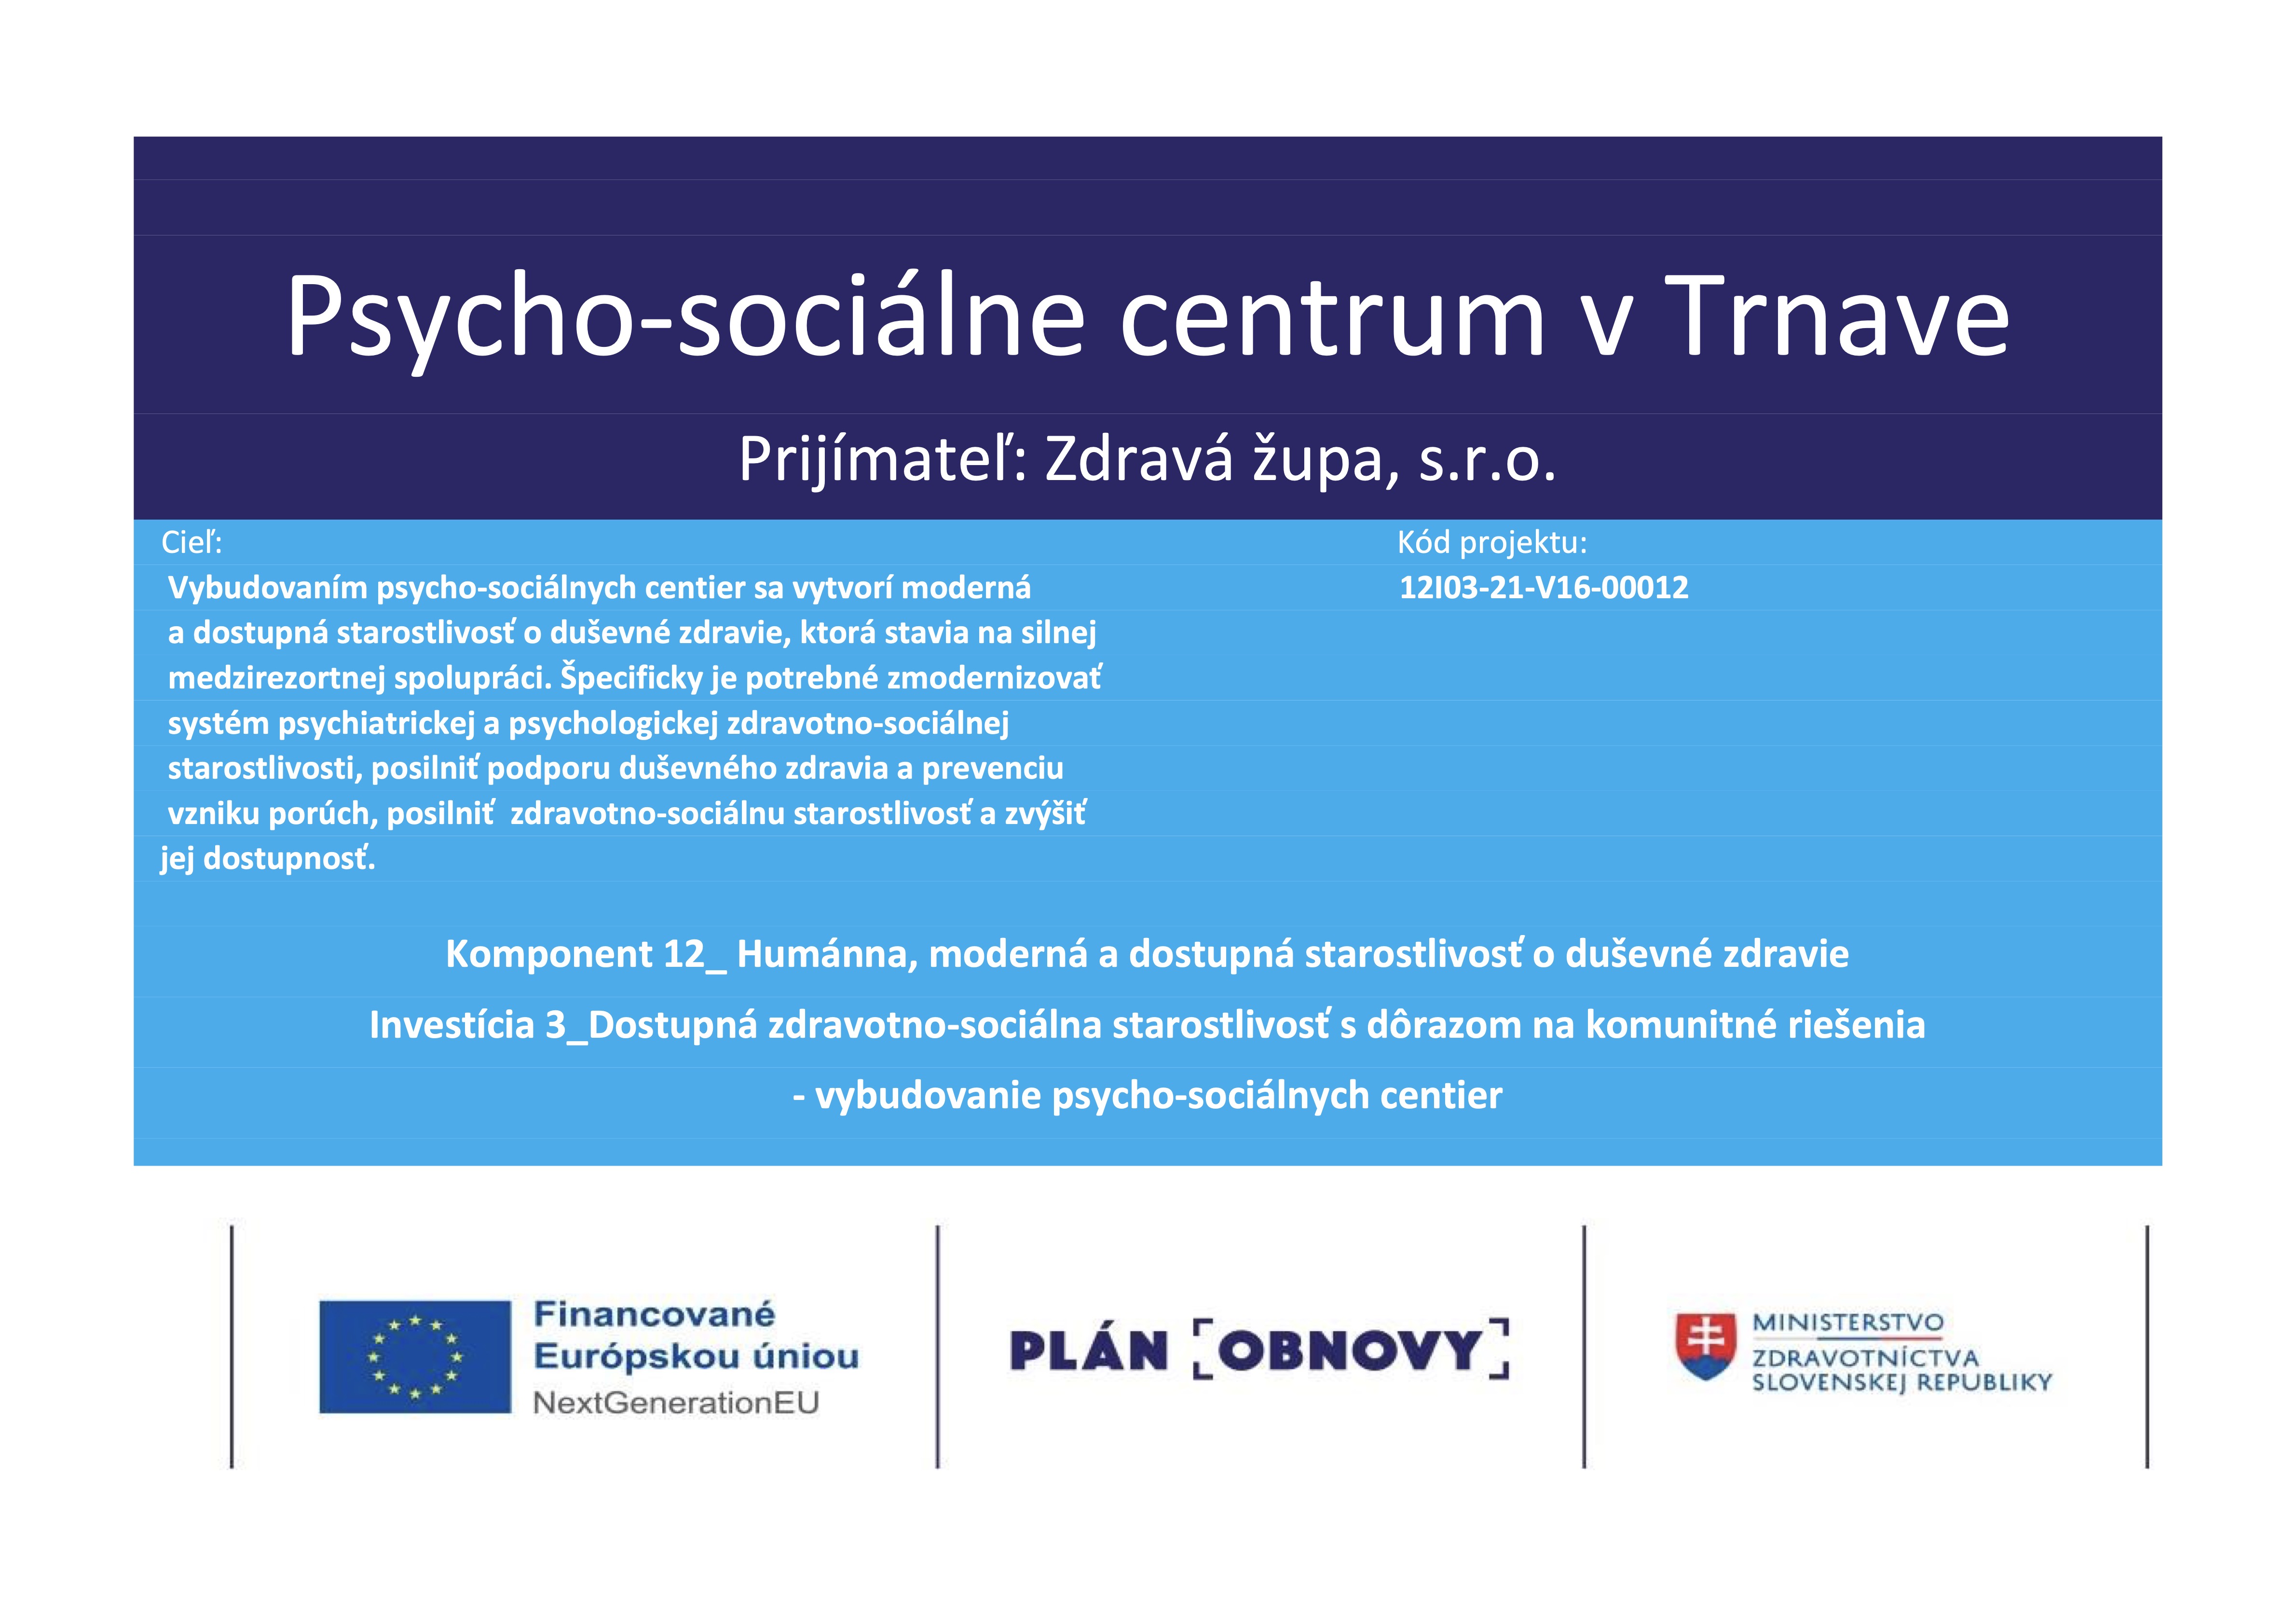 Psycho-sociálne centrum v Trnave
Prijímateľ: Zdravá župa, s.r.o.
Cieľ:
Vybudovaním psycho-sociálnych centier sa vytvorí moderná
a dostupná starostlivosť o duševné zdravie, ktorá stavia na silnej
medzirezortnej spolupráci. Špecificky je potrebné zmodernizovať
systém psychiatrickej a psychologickej zdravotno-sociálnej
starostlivosti, posilniť podporu duševného zdravia a prevenciu
vzniku porúch, posilniť  zdravotno-sociálnu starostlivosť a zvýšiť
jej dostupnosť.
Kód projektu:
12I03-21-V16-00012
Komponent 12_ Humánna, moderná a dostupná starostlivosť o duševné zdravie
Investícia 3_Dostupná zdravotno-sociálna starostlivosť s dôrazom na komunitné riešenia
- vybudovanie psycho-sociálnych centier
Financované
Európskou úniou
NextGenerationEU
PLÁN [OBNOVY]
MINISTERSTVO
ZDRAVOTNÍCTVA
SLOVENSKEJ REPUBLIKY